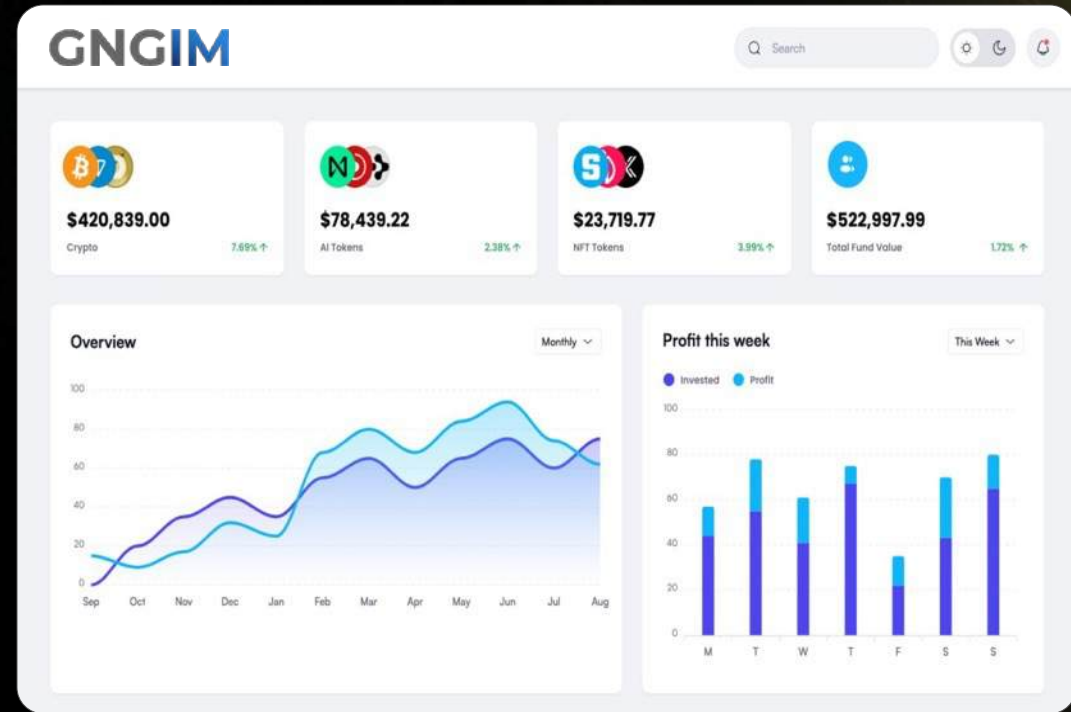 GNGIM
Search
$420,839.00
Crypto 7.69% ↑
$78,439.22
AI Tokens 2.38% ↑
$23,719.77
NFT Tokens 3.99% ↑
$522,997.99
Total Fund Value 1.72% ↑
Overview Monthly
100
80
60
40
20
0
Sep Oct Nov Dec Jan Feb Mar Apr May Jun Jul Aug
Profit this week This Week
Invested Profit
100
80
60
40
20
0
M T W T F S S